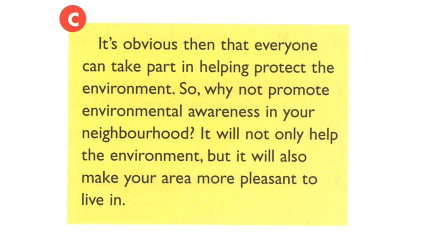 C
It's obvious then that everyone
can take part in helping protect the
environment. So, why not promote
environmental awareness in your
neighbourhood? It will not only help
the environment, but it will also
make your area more pleasant to
live in.